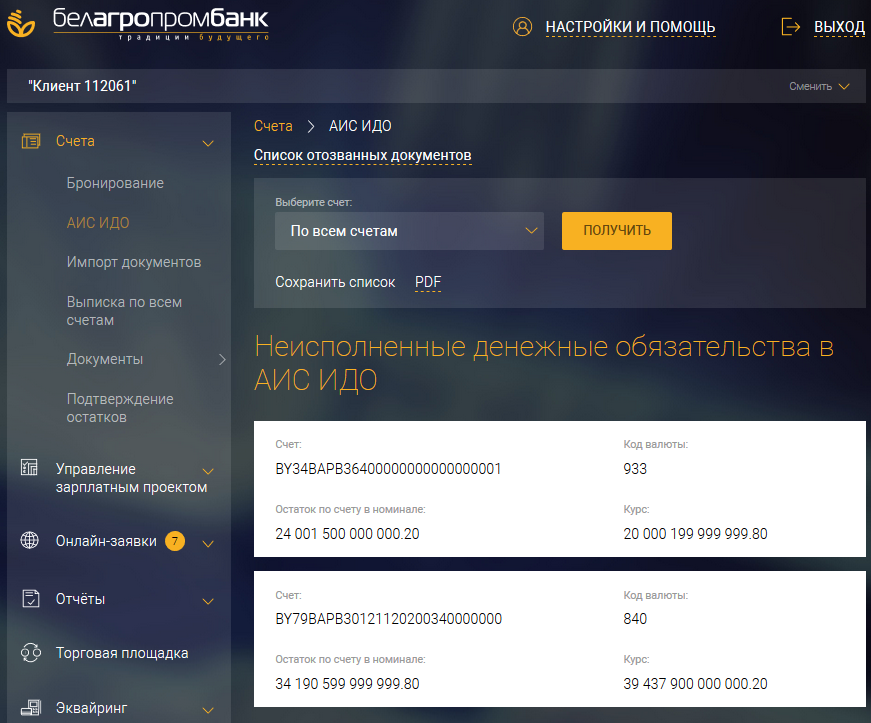 белагропромбанк
традиции будущего
НАСТРОЙКИ И ПОМОЩЬ
ВЫХОД
"Клиент 112061"
Сменить
Счета
Бронирование
АИС ИДО
Импорт документов
Выписка по всем
счетам
Документы
Подтверждение
остатков
Управление
зарплатным проектом
Онлайн-заявки 7
Отчёты
Торговая площадка
Эквайринг
Счета > АИС ИДО
Список отозванных документов
Выберите счет:
По всем счетам
ПОЛУЧИТЬ
Сохранить список PDF
Неисполненные денежные обязательства в
АИС ИДО
Счет: Код валюты:
BY34BAPB36400000000000000001 933
Остаток по счету в номинале: Курс:
24 001 500 000 000.20 20 000 199 999 999.80
Счет: Код валюты:
BY79BAPB30121120200340000000 840
Остаток по счету в номинале: Курс:
34 190 599 999 999.80 39 437 900 000 000.20